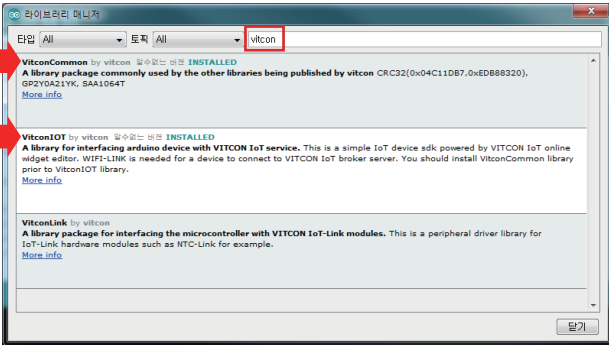 라이브러리 매니저
타입 All 토픽 All vitcon
VitconCommon by vitcon 알수없는 버전 INSTALLED
A library package commonly used by the other libraries being published by vitcon CRC32(0x04C11DB7,0xEDB88320),
GP2Y0A21YK, SAA1064T
More info
VitconIOT by vitcon 알수없는 버전 INSTALLED
A library for interfacing arduino device with VITCON IoT service. This is a simple IoT device sdk powered by VITCON IoT online
widget editor. WIFI-LINK is needed for a device to connect to VITCON IoT broker server. You should install VitconCommon library
prior to VitconIOT library.
More info
VitconLink by vitcon
A library package for interfacing the microcontroller with VITCON IoT-Link modules. This is a peripheral driver library for
IoT-Link hardware modules such as NTC-Link for example.
More info
닫기